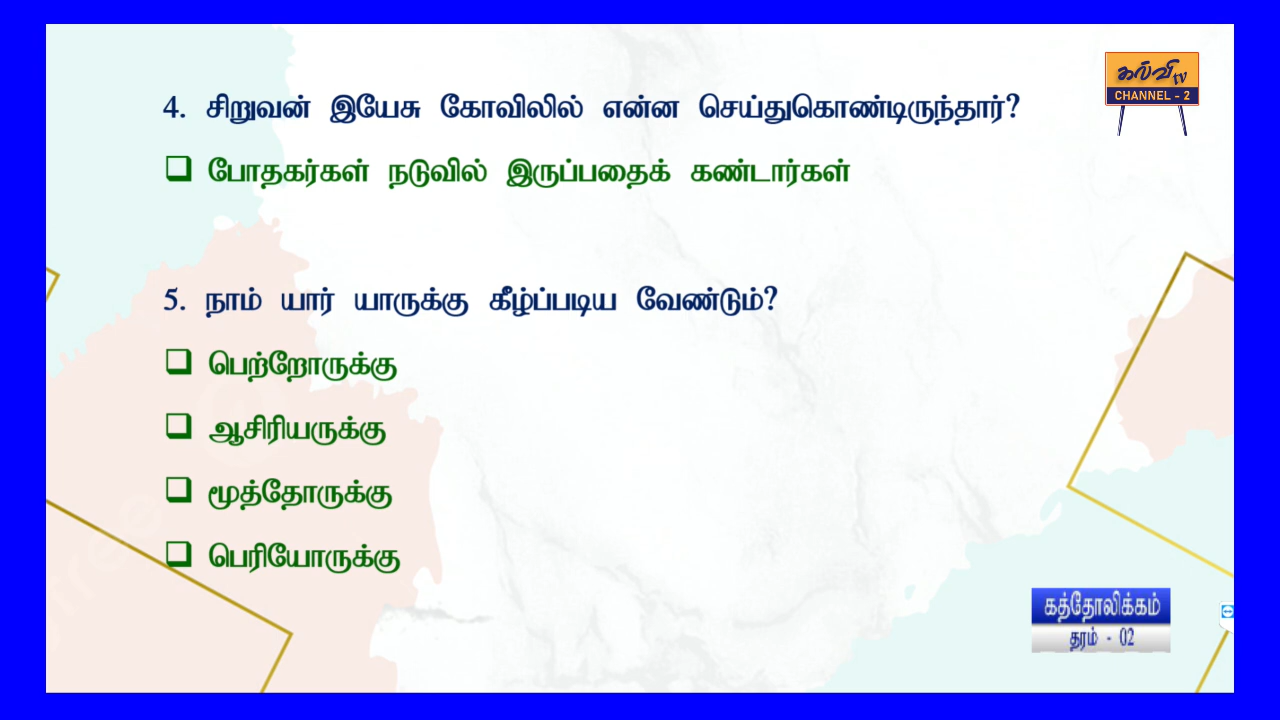 கல்வி tv
CHANNEL - 2
4. சிறுவன் இயேசு கோவிலில் என்ன செய்துகொண்டிருந்தார்?
போதகர்கள் நடுவில் இருப்பதைக் கண்டார்கள்
5. நாம் யார் யாருக்கு கீழ்ப்படிய வேண்டும்?
பெற்றோருக்கு
ஆசிரியருக்கு
மூத்தோருக்கு
பெரியோருக்கு
கத்தோலிக்கம்
தரம் - 02